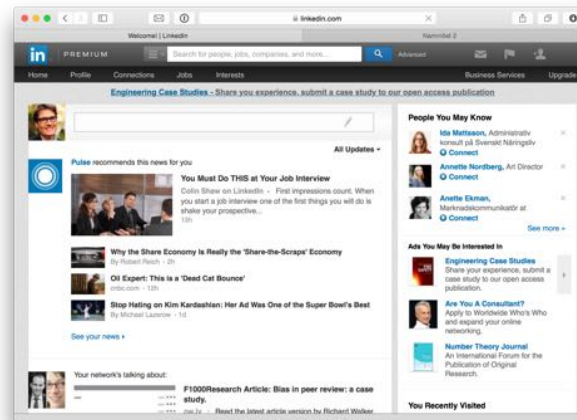 linkedin.com
Welcome! | LinkedIn
Namnlöst 2
in PREMIUM
Search for people, jobs, companies, and more...
Advanced
Home Profile Connections Jobs Interests
Business Services Upgrade
Engineering Case Studies - Share you experience, submit a case study to our open access publication
All Updates
Pulse recommends this news for you
You Must Do THIS at Your Job Interview
Colin Shaw on LinkedIn • First impressions count. When
you start a job interview one of the first things you will do is
shake your prospective...
Why the Share Economy Is Really the 'Share-the-Scraps' Economy
By Robert Reich - 2h
Oil Expert: This is a 'Dead Cat Bounce'
cnbc.com - 12h
Stop Hating on Kim Kardashian: Her Ad Was One of the Super Bowl's Best
By Michael Lazerow - 1d
See your news
Your network's talking about:
F1000Research Article: Bias in peer review: a case
study.
Read the latest article version by Richard Walker
People You May Know
Ida Mattsson, Administrativ
konsult på Svenskt Näringsliv
Connect
Annette Nordberg, Art Director
Connect
Anette Ekman,
Marknadskommunikatör at
Connect
See more »
Ads You May Be Interested In
Engineering Case Studies
Share your experience, submit a
case study to our open access
publication.
Are You A Consultant?
Apply to Worldwide Who's Who
and expand your online
networking.
Number Theory Journal
An International Forum for the
Publication of Original
Research.
You Recently Visited